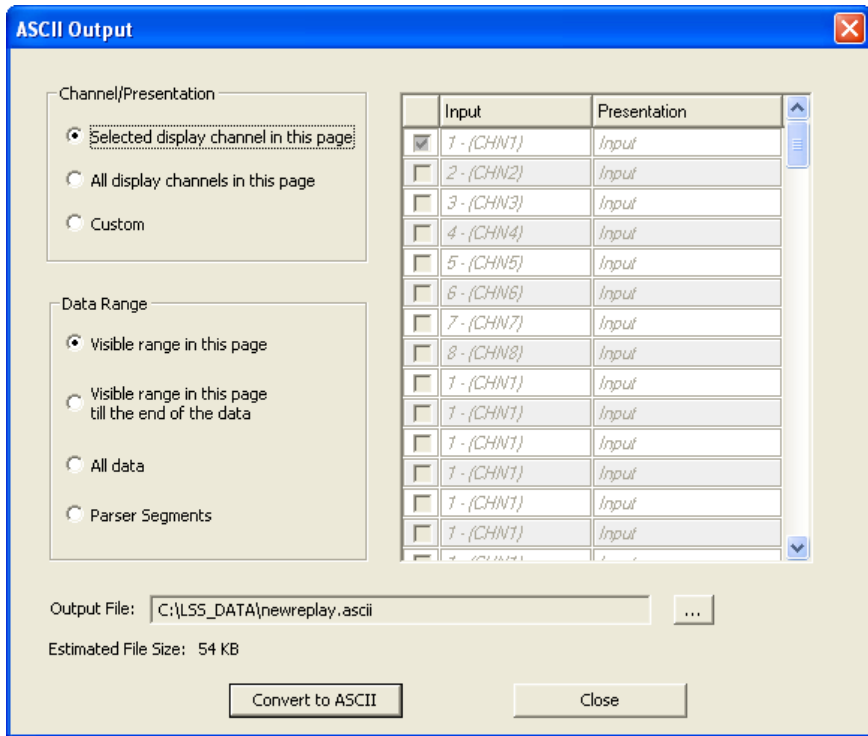 ASCII Output
Channel/Presentation
Selected display channel in this page
All display channels in this page
Custom
Data Range
Visible range in this page
Visible range in this page
till the end of the data
All data
Parser Segments
Input Presentation
1 - (CHN1) Input
2 - (CHN2) Input
3 - (CHN3) Input
4 - (CHN4) Input
5 - (CHN5) Input
6 - (CHN6) Input
7 - (CHN7) Input
8 - (CHN8) Input
1 - (CHN1) Input
1 - (CHN1) Input
1 - (CHN1) Input
1 - (CHN1) Input
1 - (CHN1) Input
1 - (CHN1) Input
Output File: C:\LSS_DATA\newreplay.ascii ...
Estimated File Size: 54 KB
Convert to ASCII Close